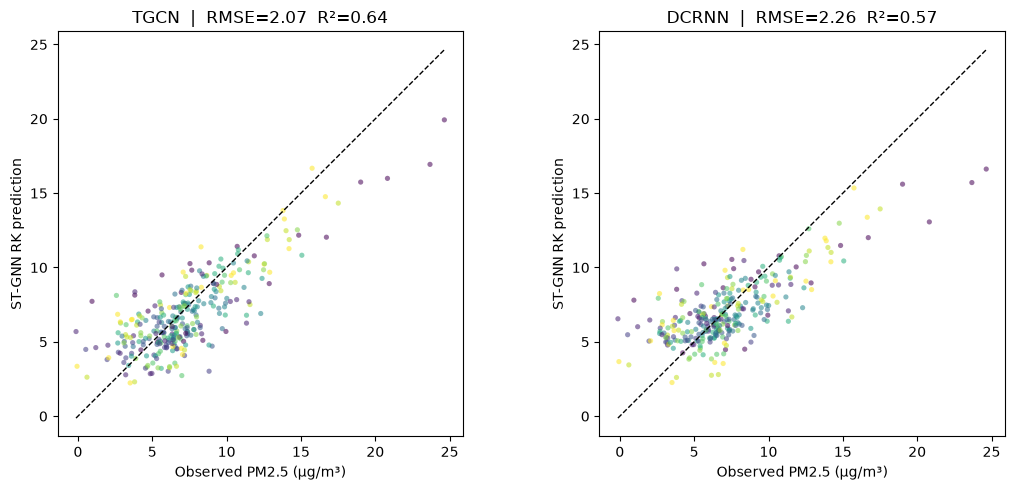 TGCN | RMSE=2.07 R²=0.64
25
20
15
10
5
0
ST-GNN RK prediction
0 5 10 15 20 25
Observed PM2.5 (μg/m³)
DCRNN | RMSE=2.26 R²=0.57
25
20
15
10
5
0
ST-GNN RK prediction
0 5 10 15 20 25
Observed PM2.5 (μg/m³)